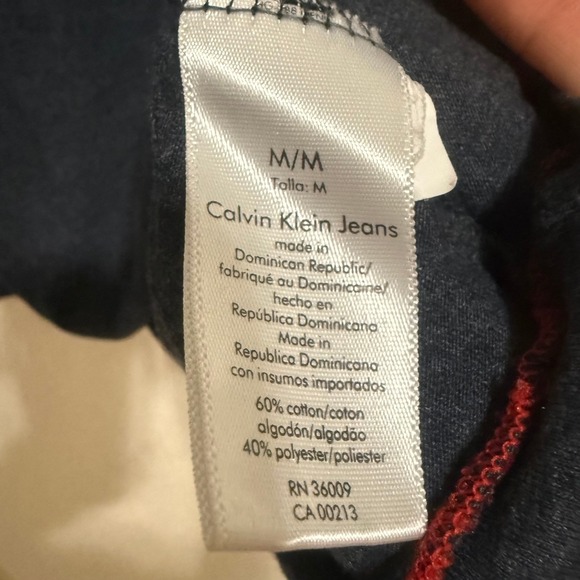 M/M
Talla: M
Calvin Klein Jeans
made in
Dominican Republic/
fabriqué au Dominicaine/
hecho en
República Dominicana
Made in
Republica Dominicana
con insumos importados
60% cotton/coton
algodón/algodão
40% polyester/poliester
RN 36009
CA 00213